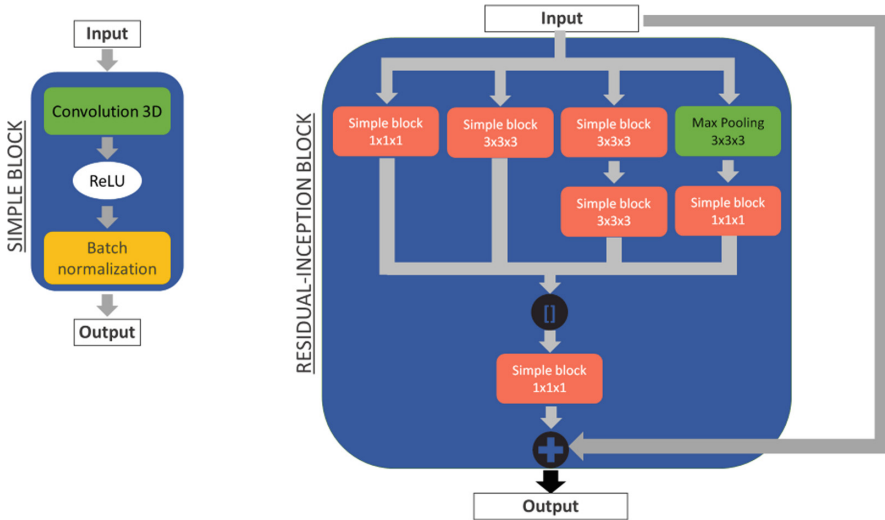 SIMPLE BLOCK
Input
Convolution 3D
ReLU
Batch
normalization
Output
RESIDUAL-INCEPTION BLOCK
Input
Simple block
1x1x1
Simple block
3x3x3
Simple block
3x3x3
Max Pooling
3x3x3
Simple block
3x3x3
Simple block
1x1x1
[]
Simple block
1x1x1
+
Output